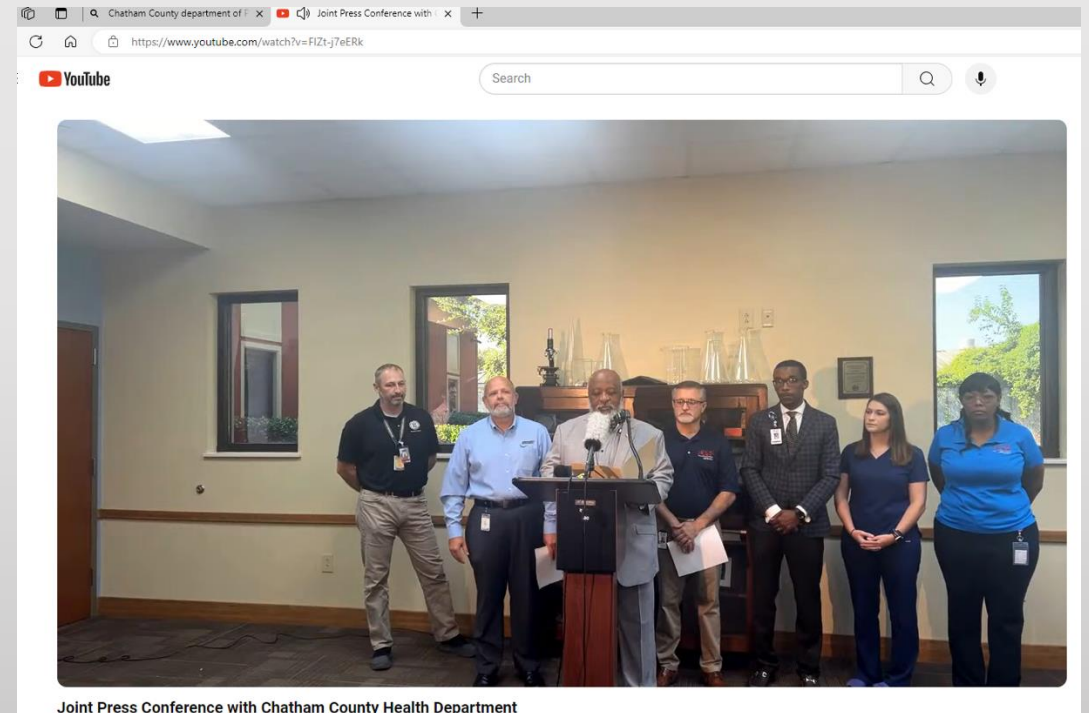 Chatham County department of P
Joint Press Conference with C
https://www.youtube.com/watch?v=FIZt-j7eERk
YouTube
Search
Joint Press Conference with Chatham County Health Department